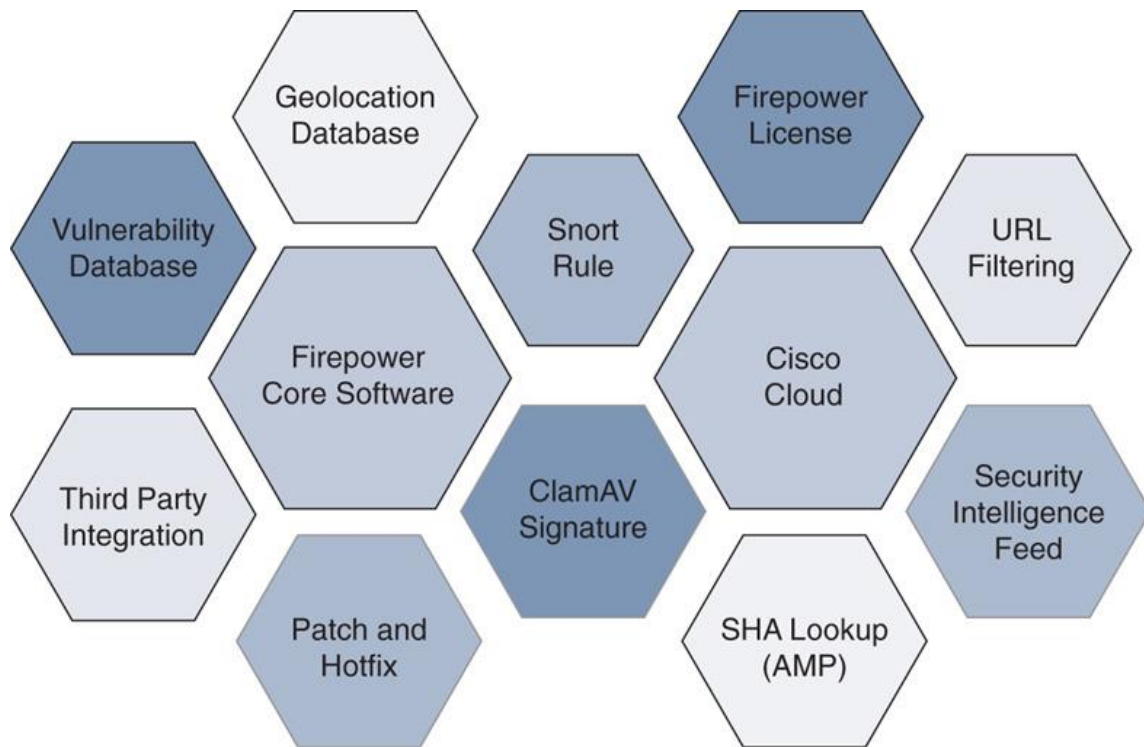 Geolocation
Database
Firepower
License
Vulnerability
Database
Snort
Rule
URL
Filtering
Firepower
Core Software
Cisco
Cloud
Third Party
Integration
ClamAV
Signature
Security
Intelligence
Feed
Patch and
Hotfix
SHA Lookup
(AMP)